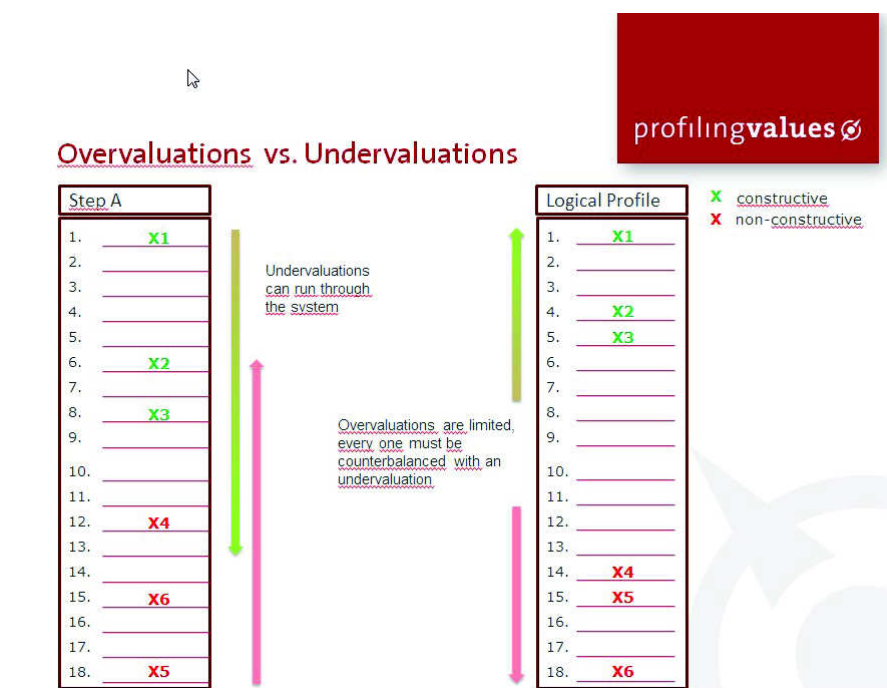 profilingvalues
Overvaluations vs. Undervaluations
Step A
1. X1
2.
3.
4.
5.
6. X2
7.
8. X3
9.
10.
11.
12. X4
13.
14.
15. X6
16.
17.
18. X5
Undervaluations
can run through
the system
Overvaluations are limited,
every one must be
counterbalanced with an
undervaluation
Logical Profile
1. X1
2.
3.
4. X2
5. X3
6.
7.
8.
9.
10.
11.
12.
13.
14. X4
15. X5
16.
17.
18. X6
X constructive
X non-constructive